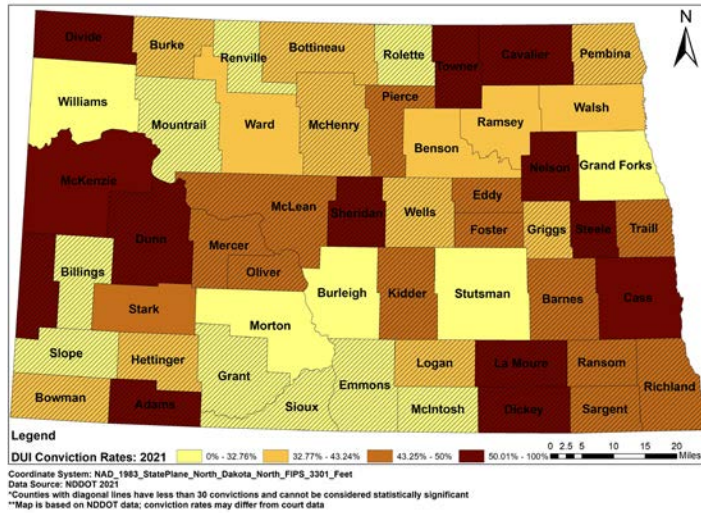 N
Divide
Burke
Renville
Bottineau
Rolette
Towner
Cavalier
Pembina
Williams
Mountrail
Ward
McHenry
Pierce
Benson
Ramsey
Walsh
McKenzie
Dunn
McLean
Mercer
Oliver
Sheridan
Wells
Eddy
Foster
Nelson
Grand Forks
Griggs
Steele
Traill
Billings
Stark
Morton
Burleigh
Kidder
Stutsman
Barnes
Cass
Slope
Hettinger
Grant
Emmons
Logan
La Moure
Ransom
Richland
Bowman
Adams
Sioux
McIntosh
Dickey
Sargent
Legend
DUI Conviction Rates: 2021 0% - 32.76% 32.77% - 43.24% 43.25% - 50% 50.01% - 100%
0 2.5 5 10 15 20
Miles
Coordinate System: NAD_1983_StatePlane_North_Dakota_North_FIPS_3301_Feet
Data Source: NDDOT 2021
*Counties with diagonal lines have less than 30 convictions and cannot be considered statistically significant
**Map is based on NDDOT data; conviction rates may differ from court data